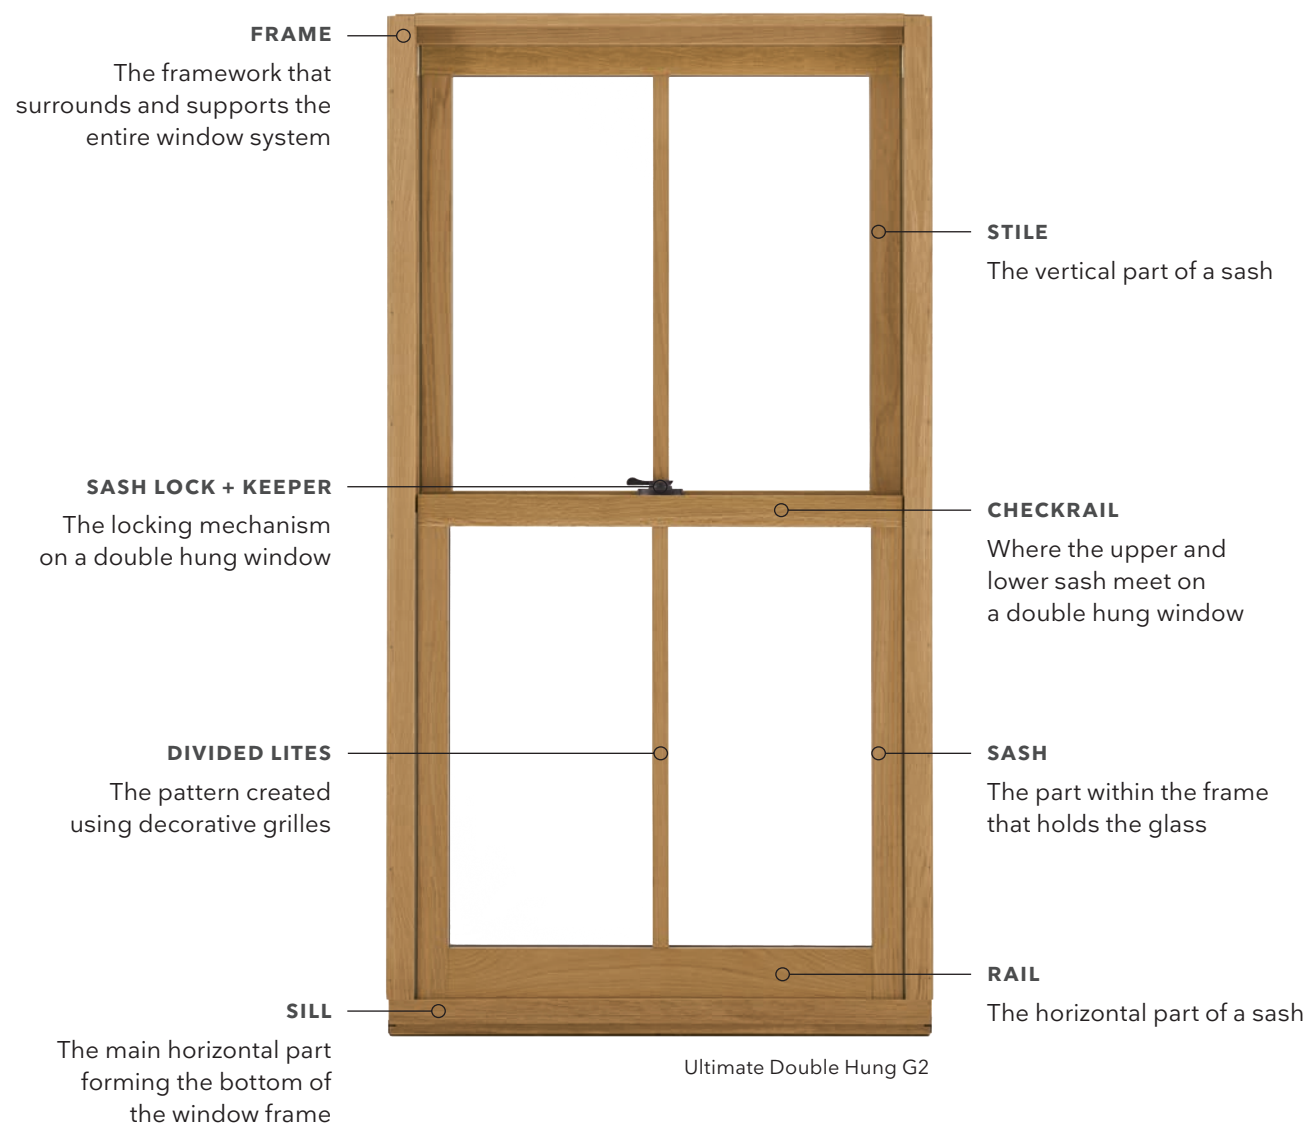 FRAME
The framework that
surrounds and supports the
entire window system
STILE
The vertical part of a sash
SASH LOCK + KEEPER
The locking mechanism
on a double hung window
CHECKRAIL
Where the upper and
lower sash meet on
a double hung window
DIVIDED LITES
The pattern created
using decorative grilles
SASH
The part within the frame
that holds the glass
RAIL
The horizontal part of a sash
SILL
The main horizontal part
forming the bottom of
the window frame
Ultimate Double Hung G2